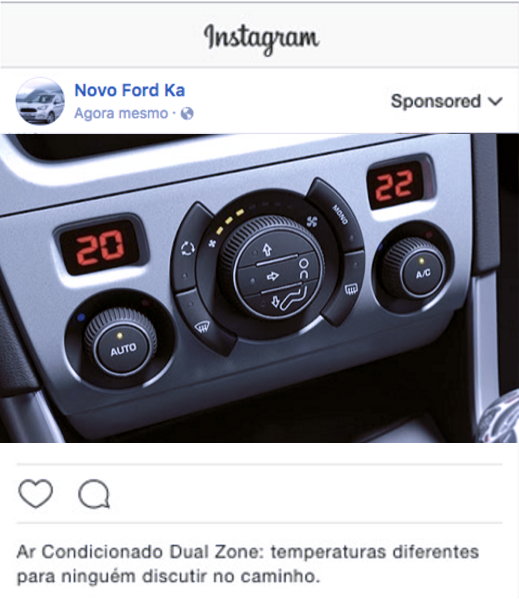 Instagram
Novo Ford Ka
Agora mesmo ·
Sponsored
20
22
MONO
AUTO
A/C
Ar Condicionado Dual Zone: temperaturas diferentes
para ninguém discutir no caminho.